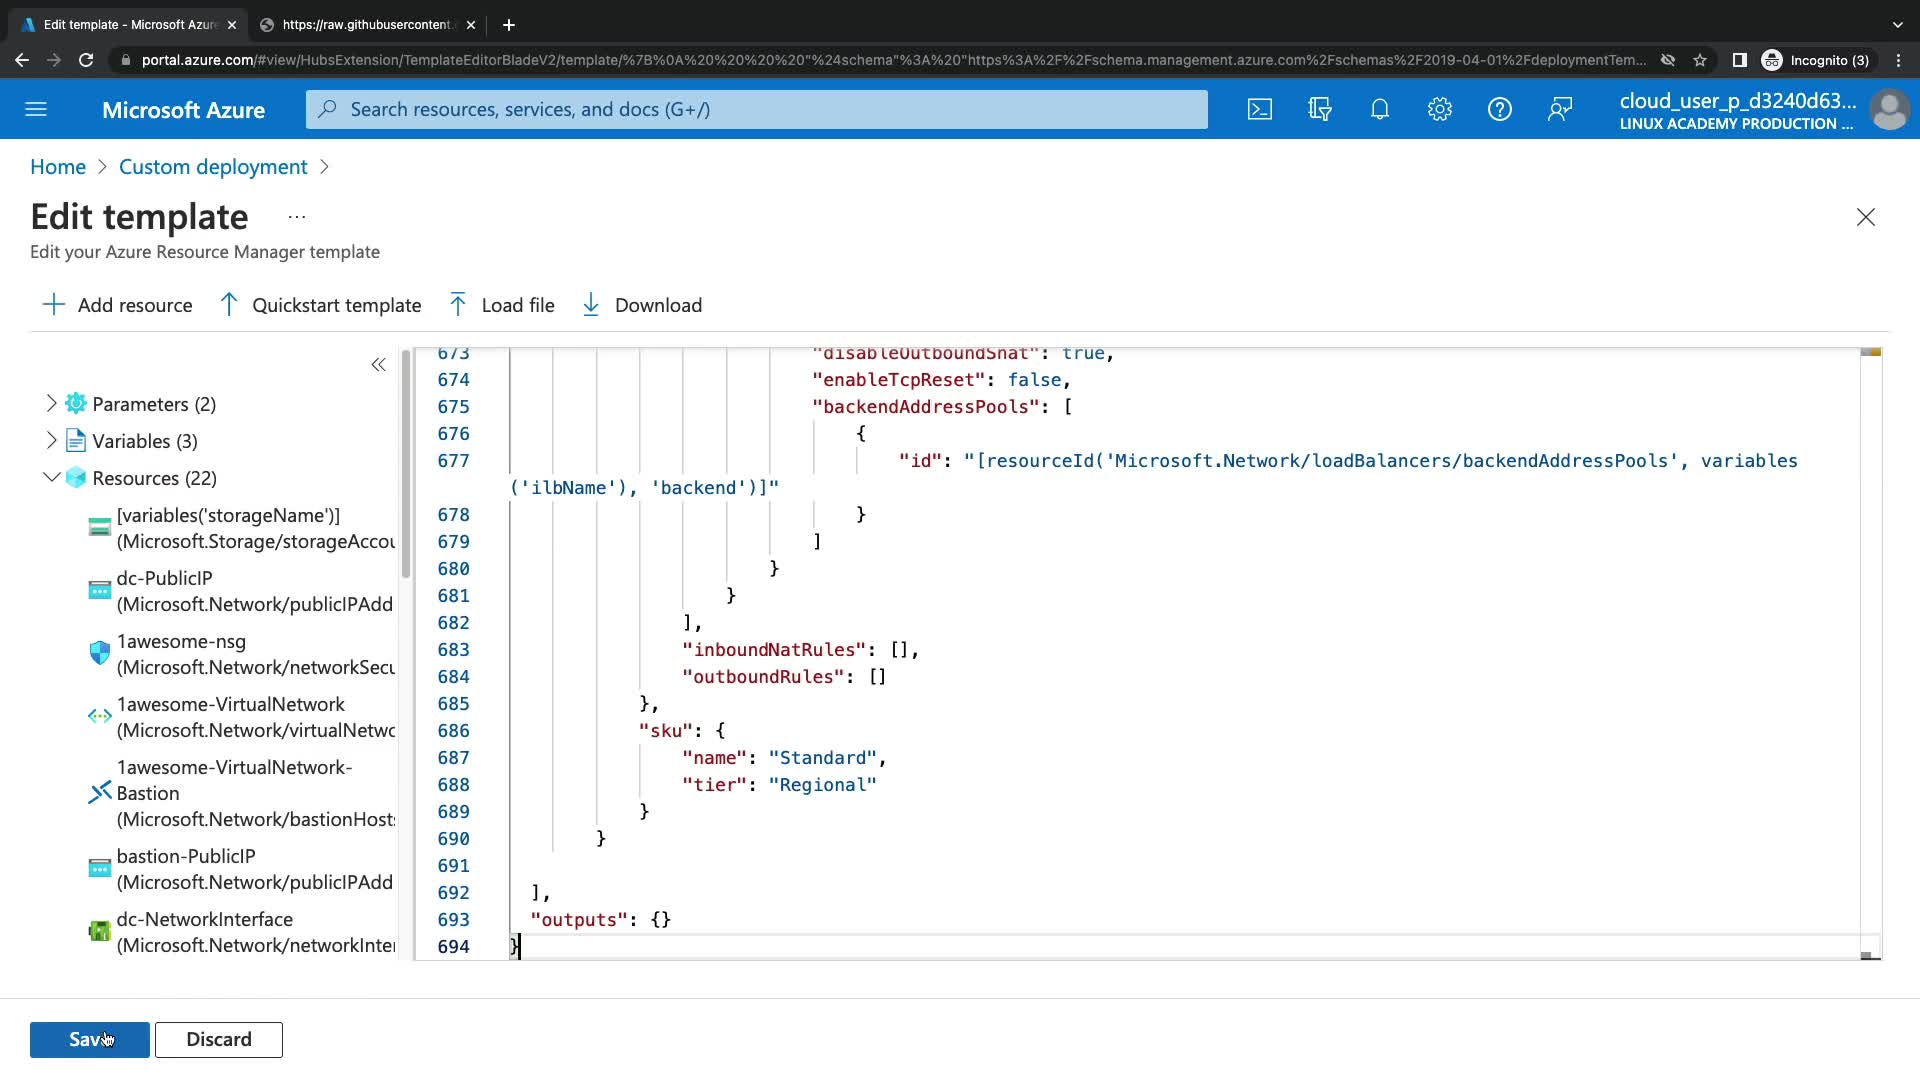 Edit template - Microsoft Azure
https://raw.githubusercontent.c
portal.azure.com/#view/HubsExtension/TemplateEditorBladeV2/template/%7B%0A%20%20%20%20"%24schema"%3A%20"https%3A%2F%2Fschema.management.azure.com%2Fschemas%2F2019-04-01%2FdeploymentTem...
Incognito (3)
Microsoft Azure
Search resources, services, and docs (G+/)
cloud_user_p_d3240d63...
LINUX ACADEMY PRODUCTION ...
Home > Custom deployment >
Edit template ...
Edit your Azure Resource Manager template
Add resource
Quickstart template
Load file
Download
«
Parameters (2)
Variables (3)
Resources (22)
[variables('storageName')]
(Microsoft.Storage/storageAccou
dc-PublicIP
(Microsoft.Network/publicIPAdd
1awesome-nsg
(Microsoft.Network/networkSecu
1awesome-VirtualNetwork
(Microsoft.Network/virtualNetwo
1awesome-VirtualNetwork-
Bastion
(Microsoft.Network/bastionHosts
bastion-PublicIP
(Microsoft.Network/publicIPAdd
dc-NetworkInterface
(Microsoft.Network/networkInter
673 "disableOutboundSnat": true,
674 "enableTcpReset": false,
675 "backendAddressPools": [
676 {
677 "id": "[resourceId('Microsoft.Network/loadBalancers/backendAddressPools', variables
('ilbName'), 'backend')]"
678 }
679 ]
680 }
681 }
682 ],
683 "inboundNatRules": [],
684 "outboundRules": []
685 },
686 "sku": {
687 "name": "Standard",
688 "tier": "Regional"
689 }
690 }
691
692 ],
693 "outputs": {}
694 }
Save
Discard